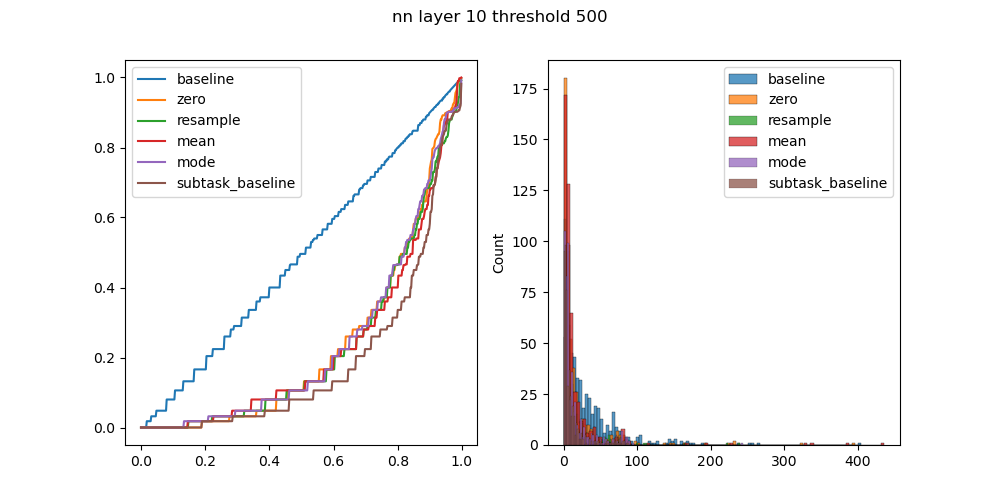 nn layer 10 threshold 500
baseline
zero
resample
mean
mode
subtask_baseline
1.0
0.8
0.6
0.4
0.2
0.0
0.0 0.2 0.4 0.6 0.8 1.0
baseline
zero
resample
mean
mode
subtask_baseline
Count
175
150
125
100
75
50
25
0
0 100 200 300 400